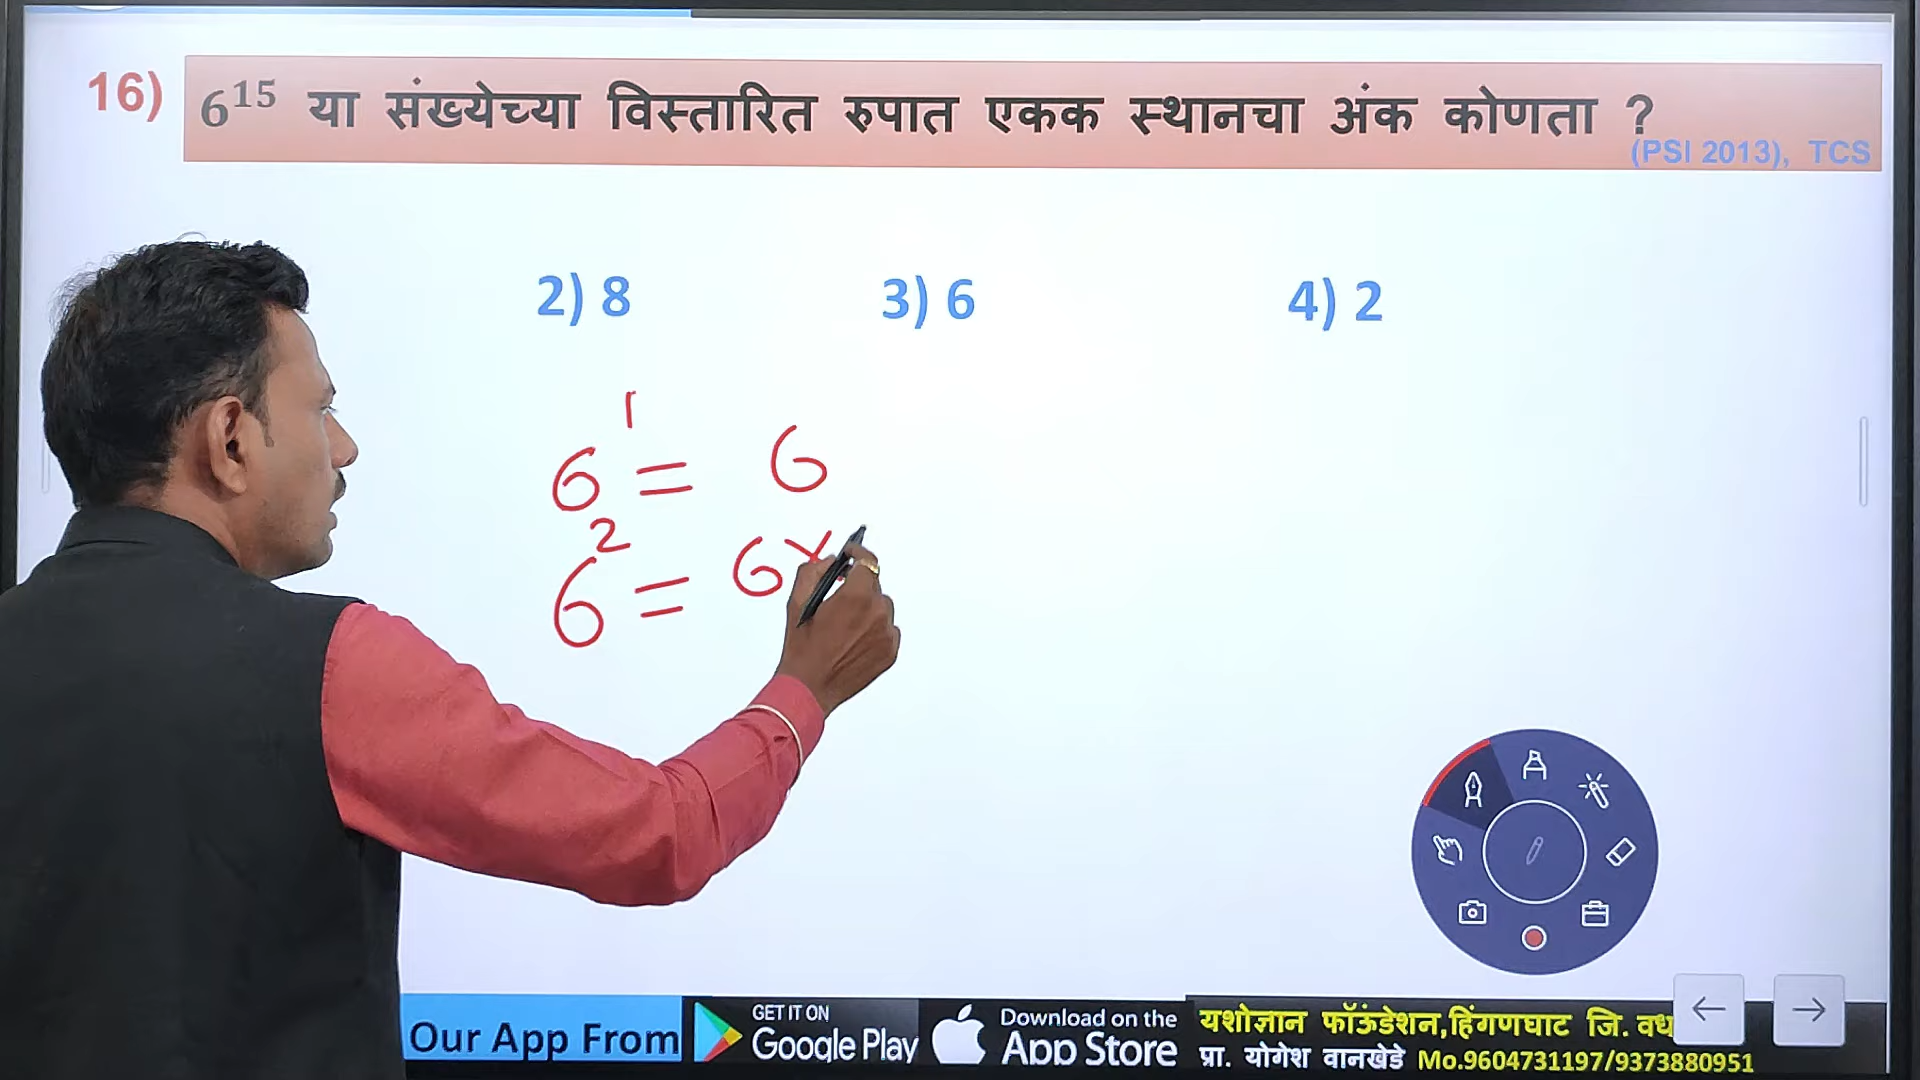 16) 6¹⁵ या संख्येच्या विस्तारित रुपात एकक स्थानचा अंक कोणता ?
(PSI 2013), TCS
2) 8 3) 6 4) 2
6¹ = 6
6² = 6×
Our App From
GET IT ON
Google Play
Download on the
App Store
यशोज्ञान फॉऊंडेशन,हिंगणघाट जि.
प्रा. योगेश वानखेडे Mo.9604731197/9373880951